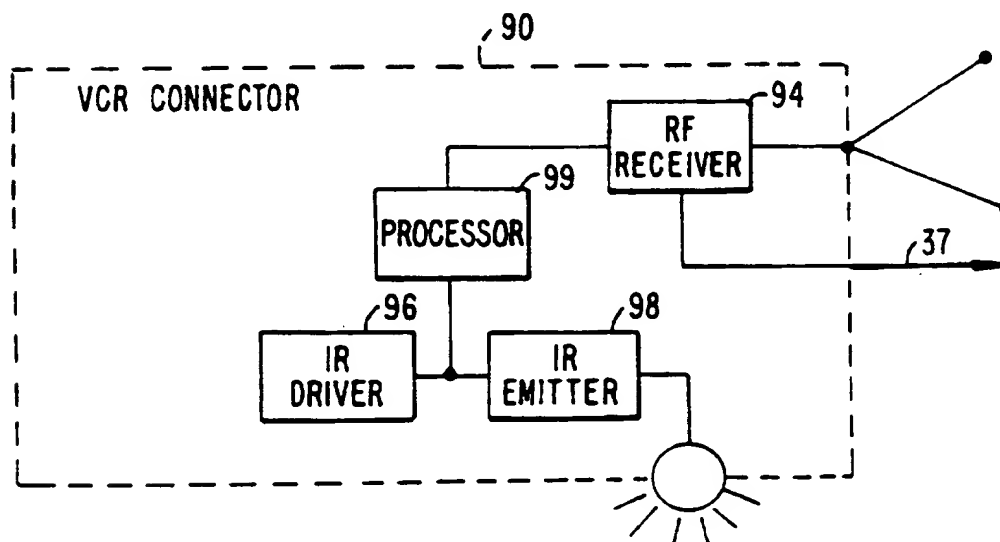 90
VCR CONNECTOR
94
RF
RECEIVER
99
PROCESSOR
37
96
IR
DRIVER
98
IR
EMITTER